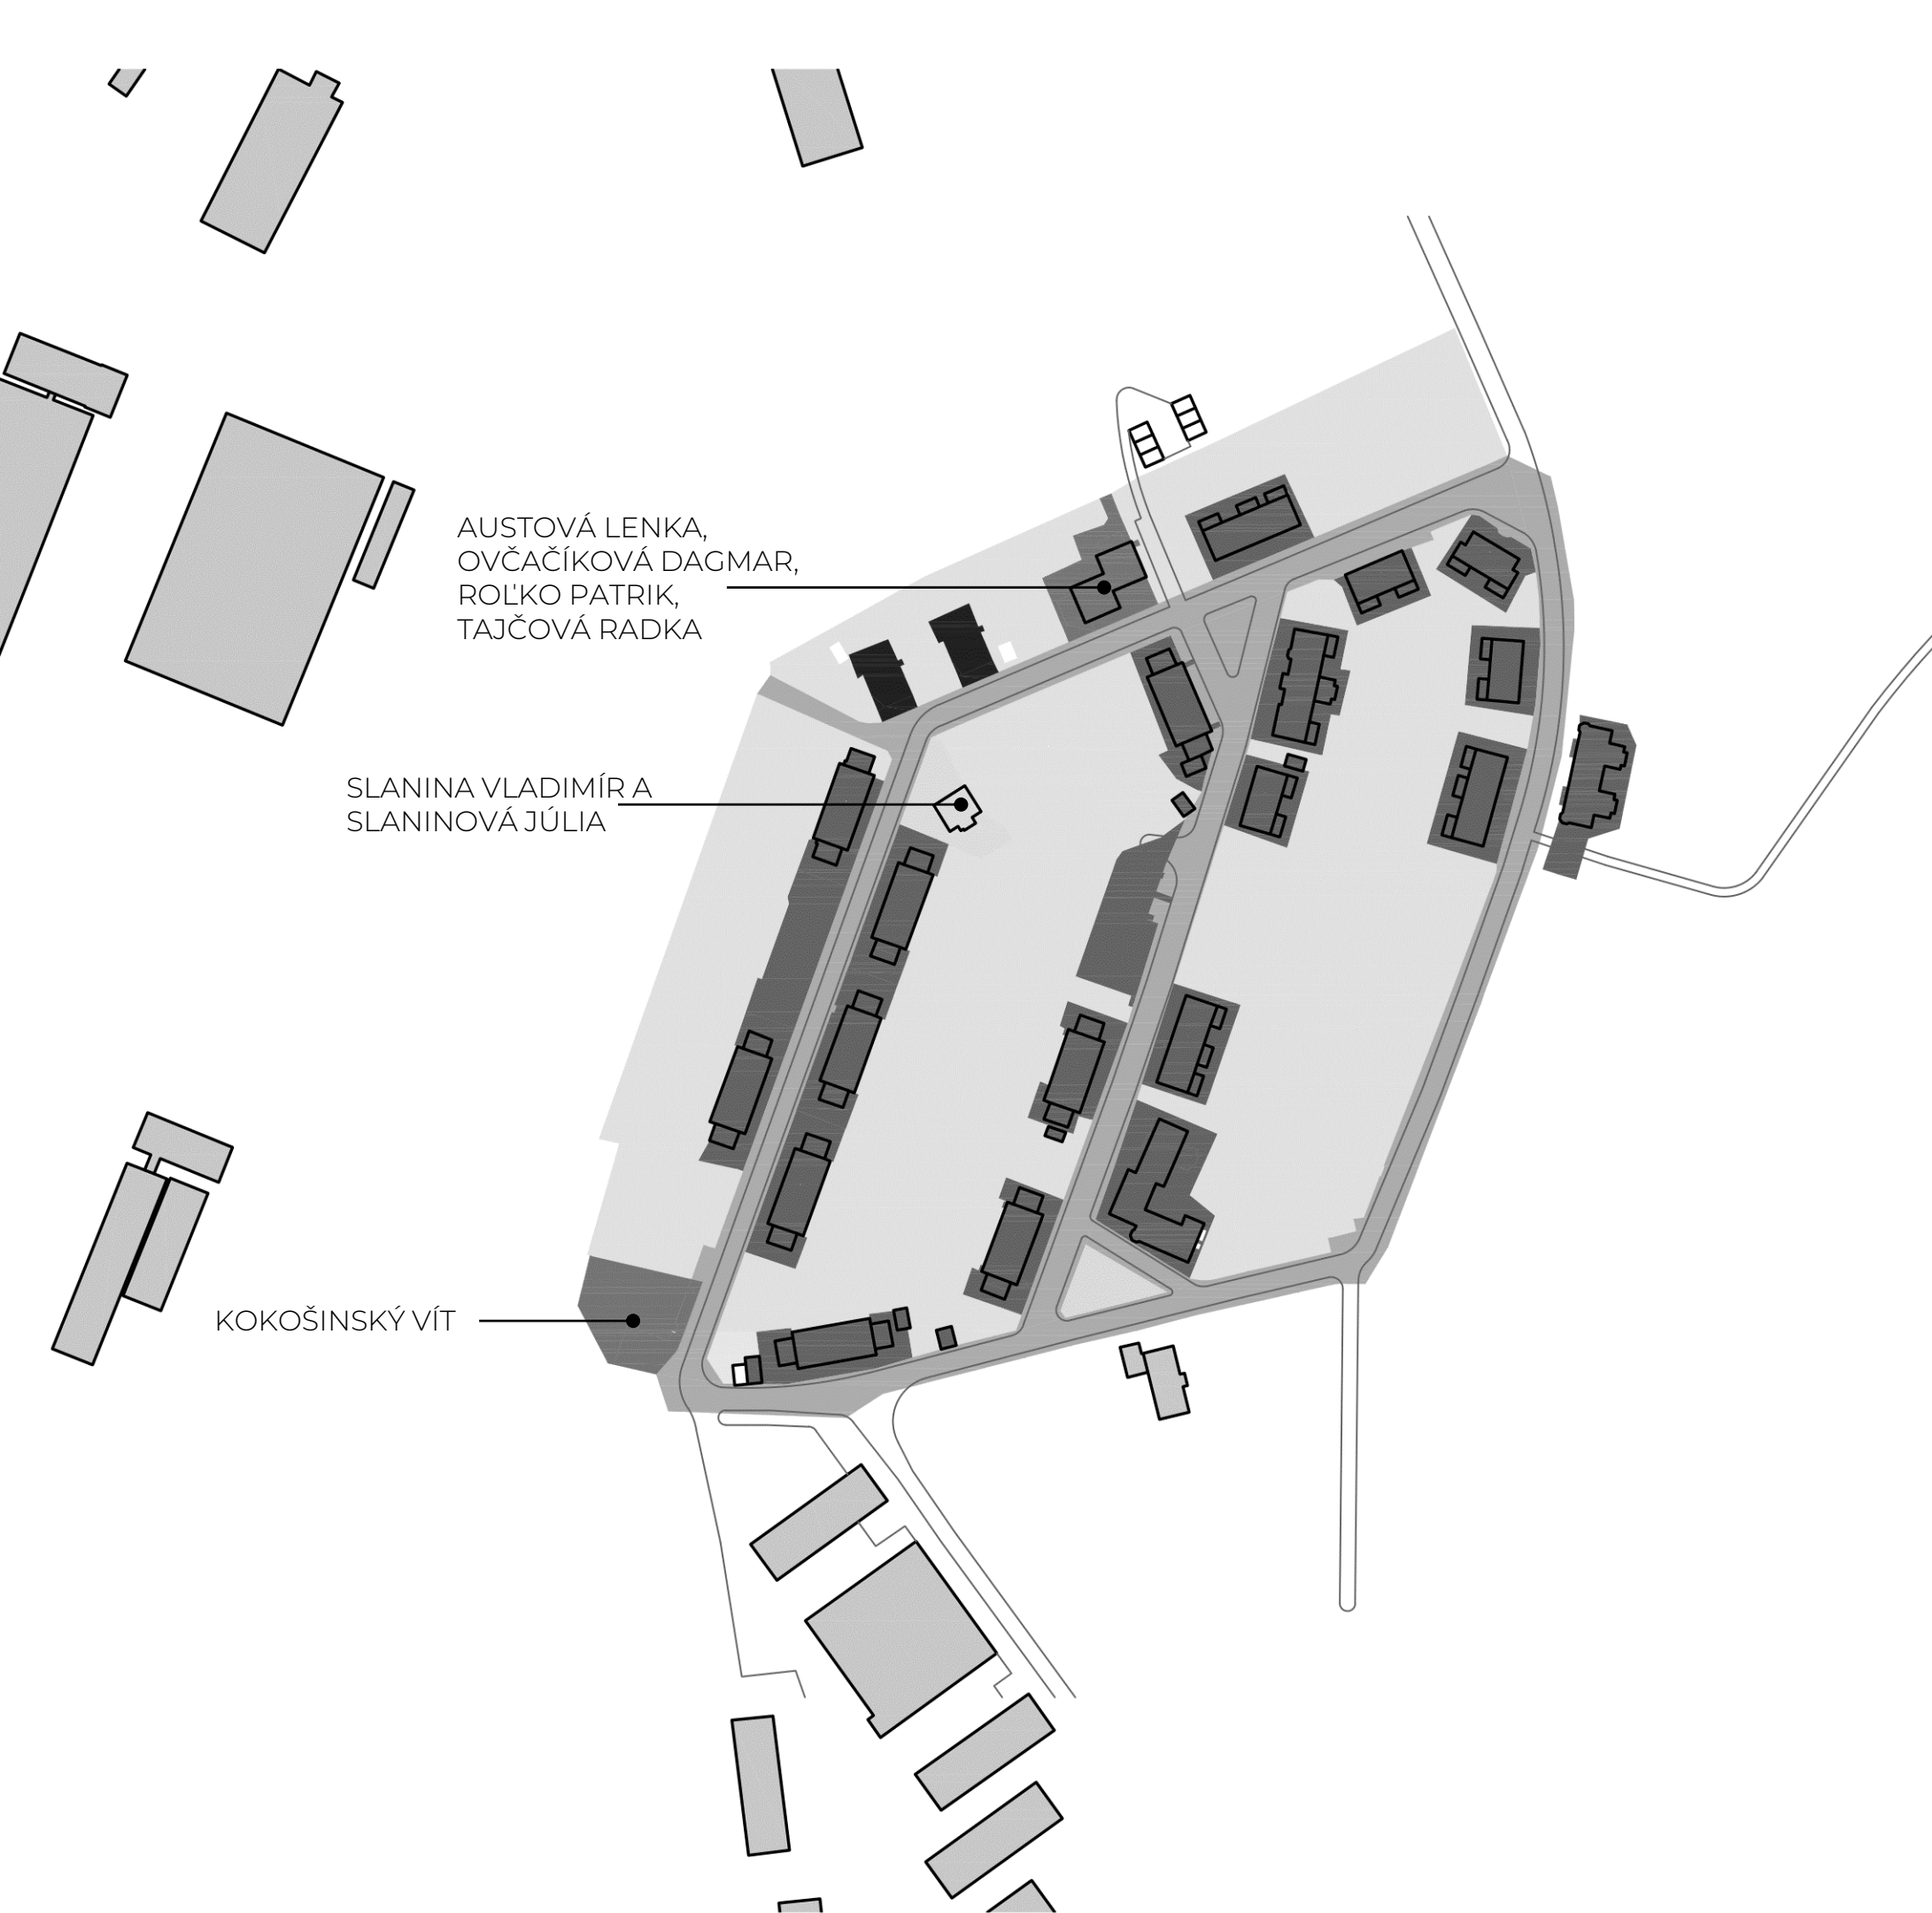 AUSTOVÁ LENKA,
OVČAČÍKOVÁ DAGMAR,
ROĽKO PATRIK,
TAJČOVÁ RADKA
SLANINA VLADIMÍR A
SLANINOVÁ JÚLIA
KOKOŠINSKÝ VÍT